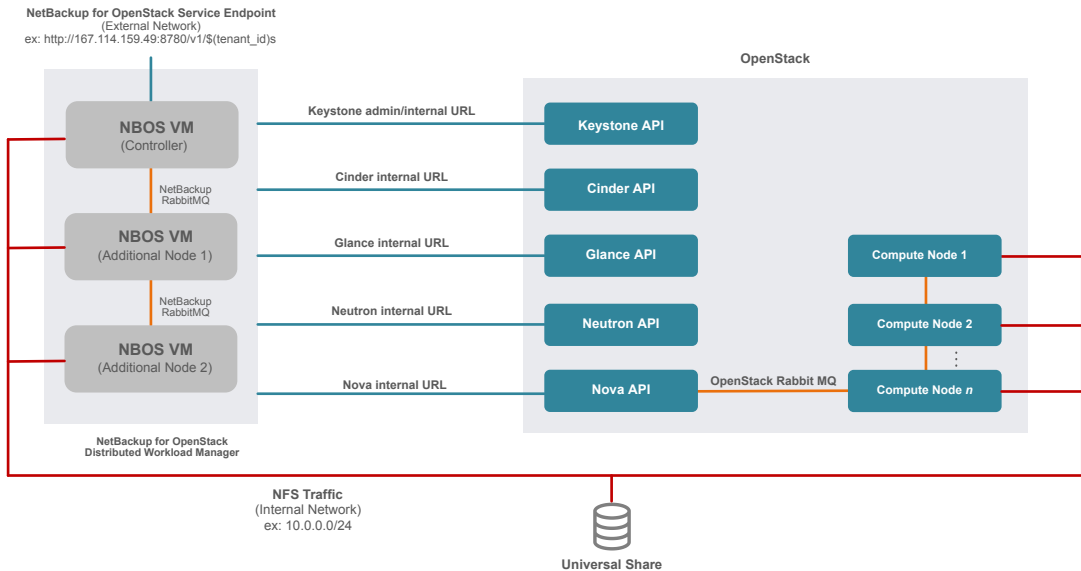 NetBackup for OpenStack Service Endpoint
(External Network)
ex: http://167.114.159.49:8780/v1/$(tenant_id)s
OpenStack
NBOS VM
(Controller)
Keystone admin/internal URL
Keystone API
NetBackup
RabbitMQ
Cinder internal URL
Cinder API
NBOS VM
(Additional Node 1)
Glance internal URL
Glance API
Compute Node 1
NetBackup
RabbitMQ
Neutron internal URL
Neutron API
Compute Node 2
NBOS VM
(Additional Node 2)
Nova internal URL
Nova API
OpenStack Rabbit MQ
Compute Node n
NetBackup for OpenStack
Distributed Workload Manager
NFS Traffic
(Internal Network)
ex: 10.0.0.0/24
Universal Share